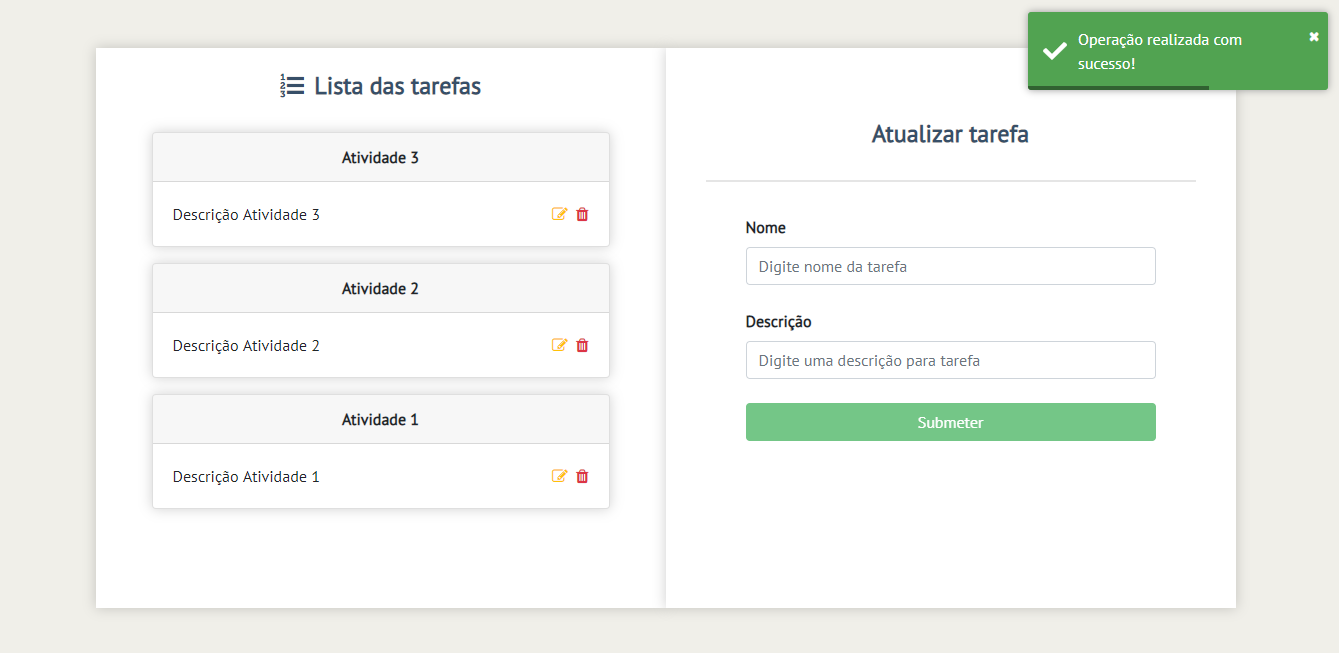 Operação realizada com
sucesso!
Lista das tarefas
Atividade 3
Descrição Atividade 3
Atividade 2
Descrição Atividade 2
Atividade 1
Descrição Atividade 1
Atualizar tarefa
Nome
Digite nome da tarefa
Descrição
Digite uma descrição para tarefa
Submeter